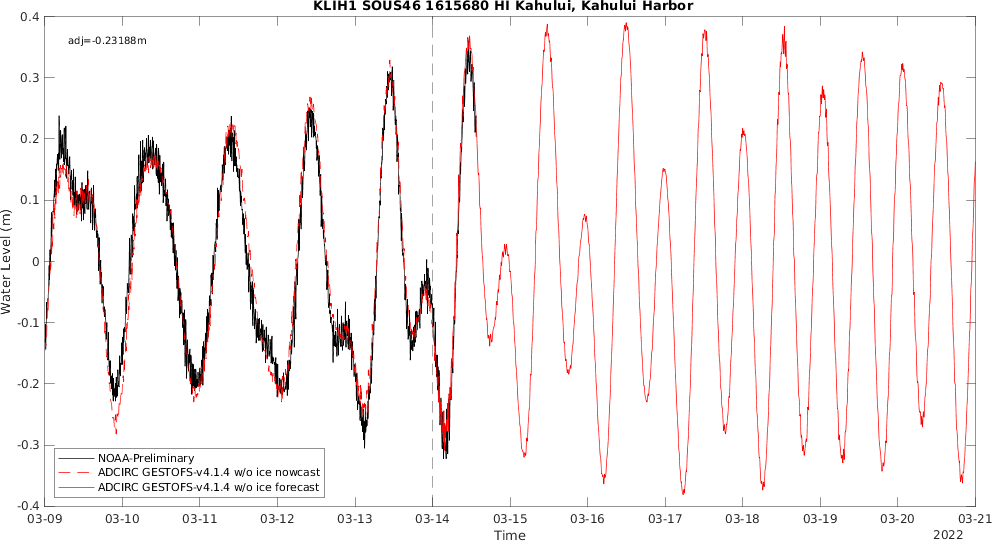 KLIH1 SOUS46 1615680 HI Kahului, Kahului Harbor
adj=-0.23188m
0.4
0.3
0.2
0.1
0
-0.1
-0.2
-0.3
-0.4
Water Level (m)
NOAA-Preliminary
ADCIRC GESTOFS-v4.1.4 w/o ice nowcast
ADCIRC GESTOFS-v4.1.4 w/o ice forecast
03-09 03-10 03-11 03-12 03-13 03-14 03-15 03-16 03-17 03-18 03-19 03-20 03-21
Time
2022